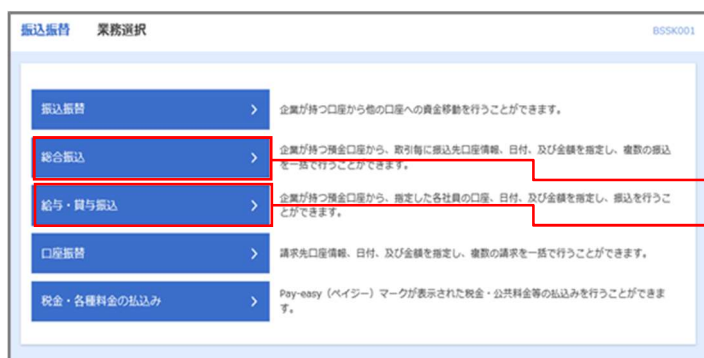 振込振替　業務選択
BSSK001
振込振替
企業が持つ口座から他の口座への資金移動を行うことができます。
総合振込
企業が持つ預金口座から、取引毎に振込先口座情報、日付、及び金額を指定し、複数の振込
を一括で行うことができます。
給与・賞与振込
企業が持つ預金口座から、指定した各社員の口座、日付、及び金額を指定し、振込を行うこ
とができます。
口座振替
請求先口座情報、日付、及び金額を指定し、複数の請求を一括で行うことができます。
税金・各種料金の払込み
Pay-easy（ペイジー）マークが表示された税金・公共料金等の払込みを行うことができま
す。